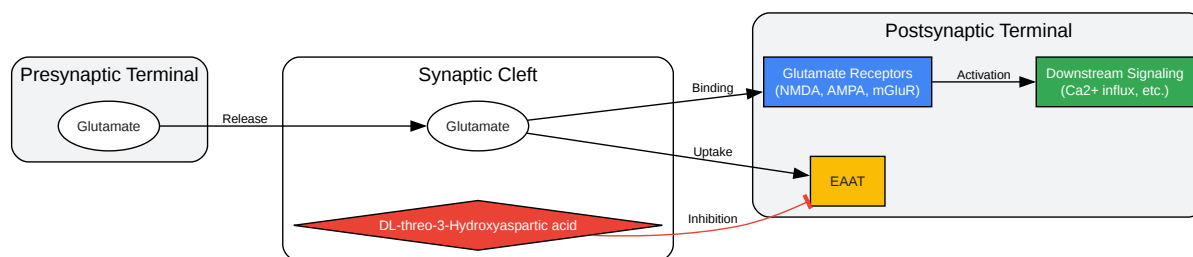 Presynaptic Terminal
Glutamate
Release
Synaptic Cleft
Glutamate
DL-threo-3-Hydroxyaspartic acid
Binding
Uptake
Inhibition
Postsynaptic Terminal
Glutamate Receptors
(NMDA, AMPA, mGluR)
Activation
Downstream Signaling
(Ca2+ influx, etc.)
EAAT